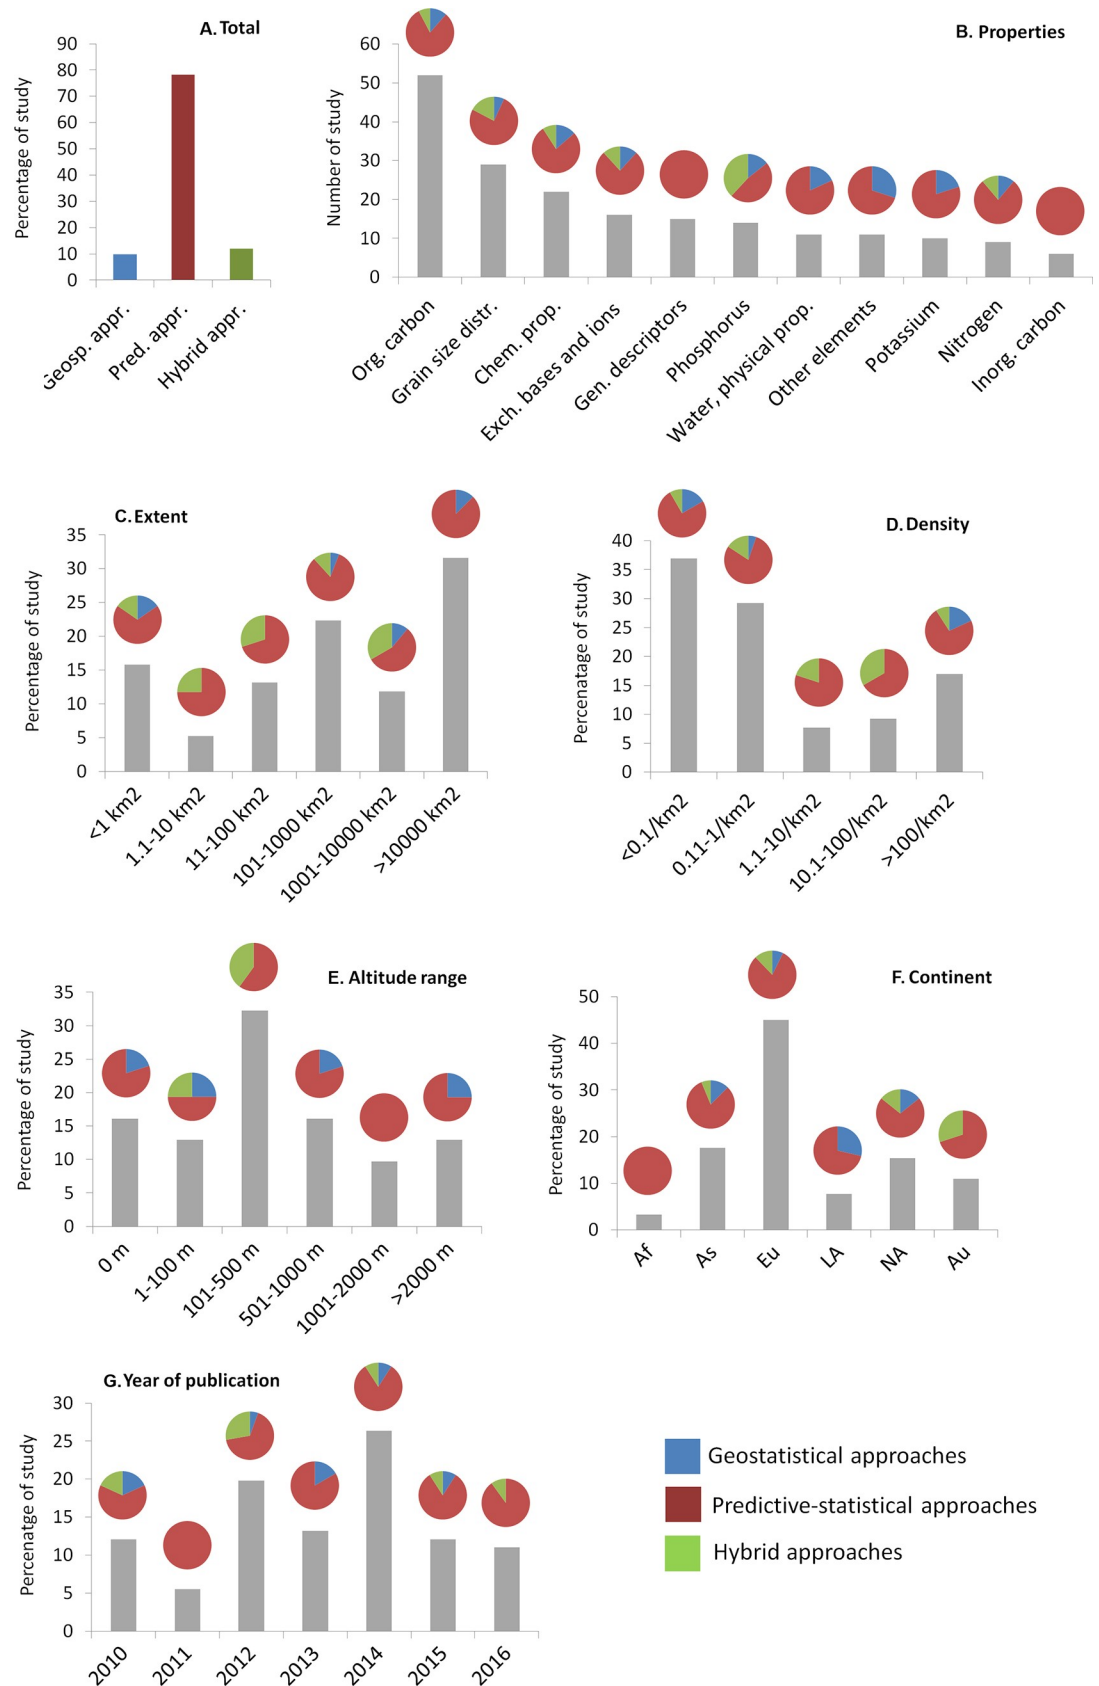 A. Total
Percentage of study
90
80
70
60
50
40
30
20
10
0
Geosp. appr.
Pred. appr.
Hybrid appr.
B. Properties
Number of study
60
50
40
30
20
10
0
Org. carbon
Grain size distr.
Chem. prop.
Exch. bases and ions
Gen. descriptors
Phosphorus
Water, physical prop.
Other elements
Potassium
Nitrogen
Inorg. carbon
C. Extent
Percentage of study
35
30
25
20
15
10
5
0
<1 km2
1.1-10 km2
11-100 km2
101-1000 km2
1001-10000 km2
>10000 km2
D. Density
Percenatage of study
40
35
30
25
20
15
10
5
0
<0.1/km2
0.11-1/km2
1.1-10/km2
10.1-100/km2
>100/km2
E. Altitude range
Percentage of study
35
30
25
20
15
10
5
0
0 m
1-100 m
101-500 m
501-1000 m
1001-2000 m
>2000 m
F. Continent
Percentage of study
50
40
30
20
10
0
Af
As
Eu
LA
NA
Au
G. Year of publication
Percenatge of study
30
25
20
15
10
5
0
2010
2011
2012
2013
2014
2015
2016
Geostatistical approaches
Predictive-statistical approaches
Hybrid approaches